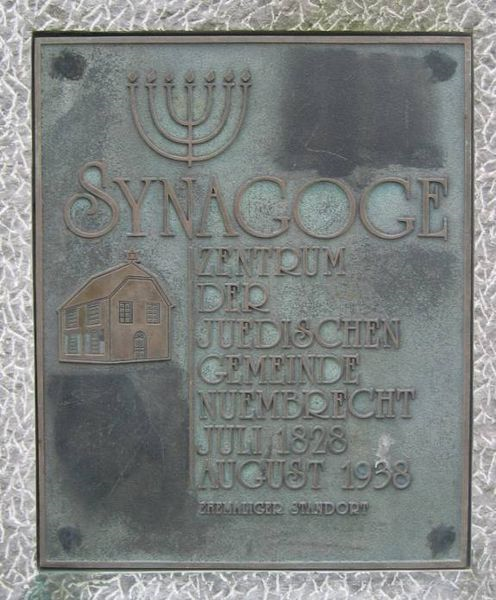 SYNAGOGE
ZENTRUM
DER
JUEDISCHEN
GEMEINDE
NUEMBRECHT
JULI, 1828
AUGUST 1938
EHEMALIGER STANDORT